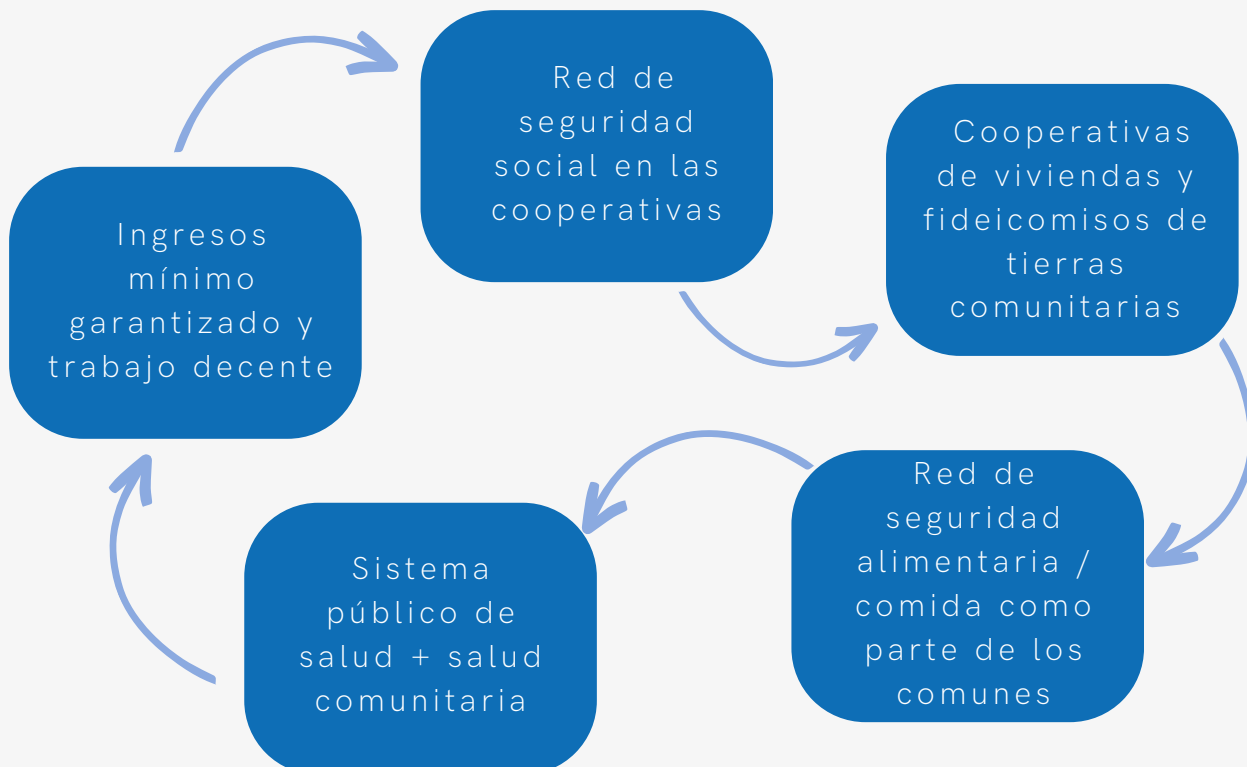 Ingresos
mínimo
garantizado y
trabajo decente
Red de
seguridad
social en las
cooperativas
Cooperativas
de viviendas y
fideicomisos de
tierras
comunitarias
Red de
seguridad
alimentaria /
comida como
parte de los
comunes
Sistema
público de
salud + salud
comunitaria